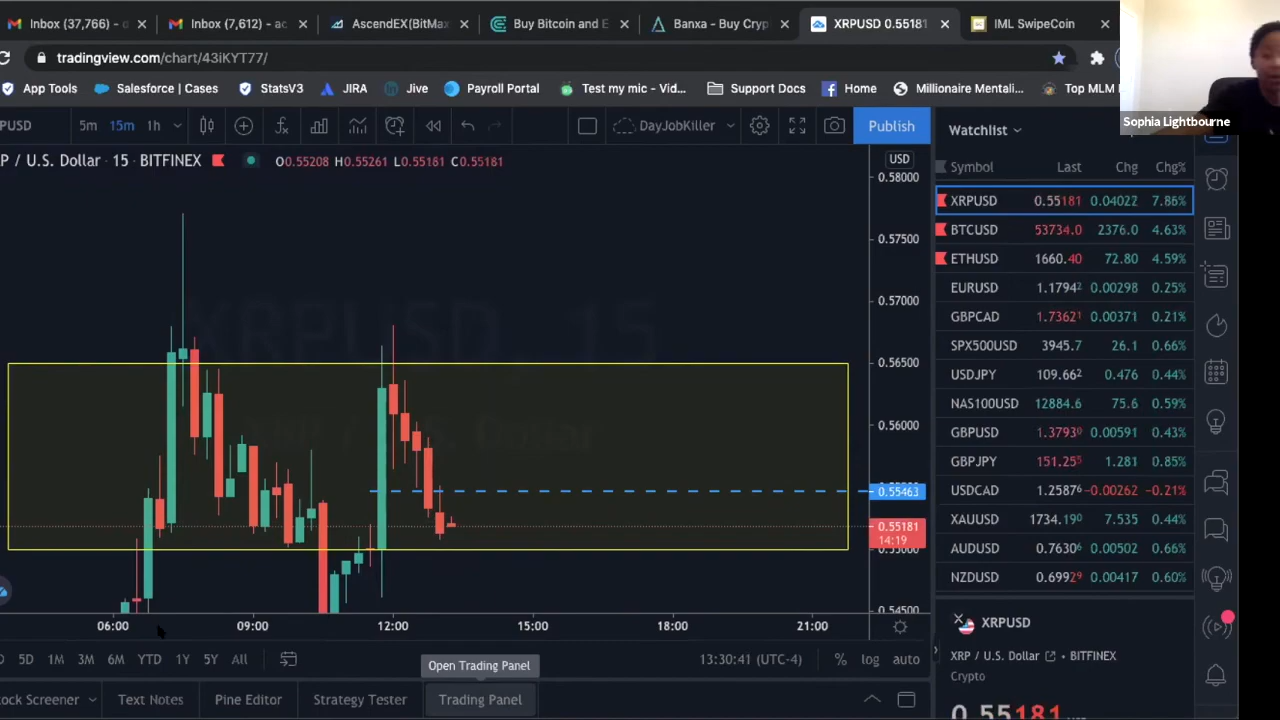 Inbox (37,766) - d
Inbox (7,612) - ac
AscendEX(BitMax
Buy Bitcoin and E
Banxa - Buy Cryp
XRPUSD 0.55181
IML SwipeCoin
tradingview.com/chart/43iKYT77/
App Tools
Salesforce | Cases
StatsV3
JIRA
Jive
Payroll Portal
Test my mic - Vid...
Support Docs
Home
Millionaire Mentali...
Top MLM
Sophia Lightbourne
PUSD
5m
15m
1h
DayJobKiller
Publish
Watchlist
P / U.S. Dollar · 15 · BITFINEX
O0.55208 H0.55261 L0.55181 C0.55181
USD
0.58000
0.57500
0.57000
0.56500
0.56000
0.55463
0.55181
14:19
0.55000
0.54500
XRPUSD 15
XRP / U.S. Dollar
Symbol Last Chg Chg%
XRPUSD 0.55181 0.04022 7.86%
BTCUSD 53734.0 2376.0 4.63%
ETHUSD 1660.40 72.80 4.59%
EURUSD 1.17942 0.00298 0.25%
GBPCAD 1.73621 0.00371 0.21%
SPX500USD 3945.7 26.1 0.66%
USDJPY 109.662 0.476 0.44%
NAS100USD 12884.6 75.6 0.59%
GBPUSD 1.37930 0.00591 0.43%
GBPJPY 151.255 1.281 0.85%
USDCAD 1.25876 −0.00262 −0.21%
XAUUSD 1734.190 7.535 0.44%
AUDUSD 0.76306 0.00502 0.66%
NZDUSD 0.69929 0.00417 0.60%
06:00
09:00
12:00
15:00
18:00
21:00
5D
1M
3M
6M
YTD
1Y
5Y
All
Open Trading Panel
13:30:41 (UTC-4)
%
log
auto
tock Screener
Text Notes
Pine Editor
Strategy Tester
Trading Panel
XRPUSD
XRP / U.S. Dollar • BITFINEX
Crypto
0.55181